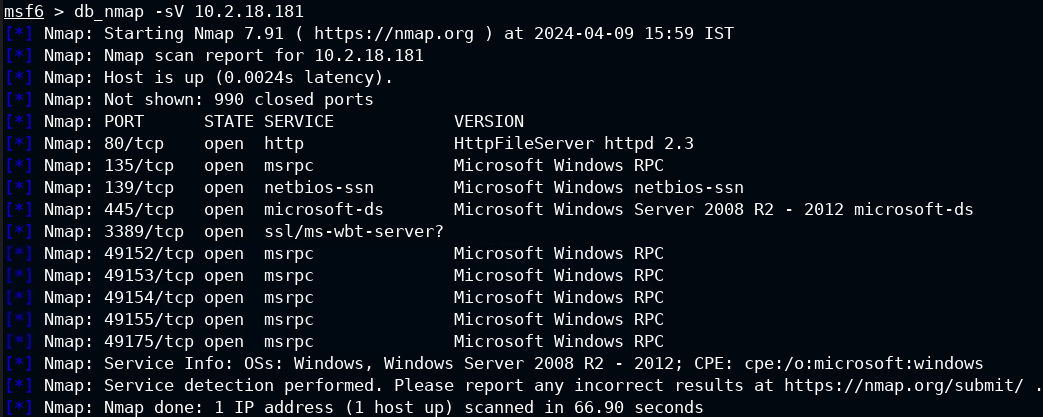 msf6 > db_nmap -sV 10.2.18.181
[*] Nmap: Starting Nmap 7.91 ( https://nmap.org ) at 2024-04-09 15:59 IST
[*] Nmap: Nmap scan report for 10.2.18.181
[*] Nmap: Host is up (0.0024s latency).
[*] Nmap: Not shown: 990 closed ports
[*] Nmap: PORT      STATE SERVICE            VERSION
[*] Nmap: 80/tcp    open  http               HttpFileServer httpd 2.3
[*] Nmap: 135/tcp   open  msrpc              Microsoft Windows RPC
[*] Nmap: 139/tcp   open  netbios-ssn        Microsoft Windows netbios-ssn
[*] Nmap: 445/tcp   open  microsoft-ds       Microsoft Windows Server 2008 R2 - 2012 microsoft-ds
[*] Nmap: 3389/tcp  open  ssl/ms-wbt-server?
[*] Nmap: 49152/tcp open  msrpc              Microsoft Windows RPC
[*] Nmap: 49153/tcp open  msrpc              Microsoft Windows RPC
[*] Nmap: 49154/tcp open  msrpc              Microsoft Windows RPC
[*] Nmap: 49155/tcp open  msrpc              Microsoft Windows RPC
[*] Nmap: 49175/tcp open  msrpc              Microsoft Windows RPC
[*] Nmap: Service Info: OSs: Windows, Windows Server 2008 R2 - 2012; CPE: cpe:/o:microsoft:windows
[*] Nmap: Service detection performed. Please report any incorrect results at https://nmap.org/submit/ .
[*] Nmap: Nmap done: 1 IP address (1 host up) scanned in 66.90 seconds